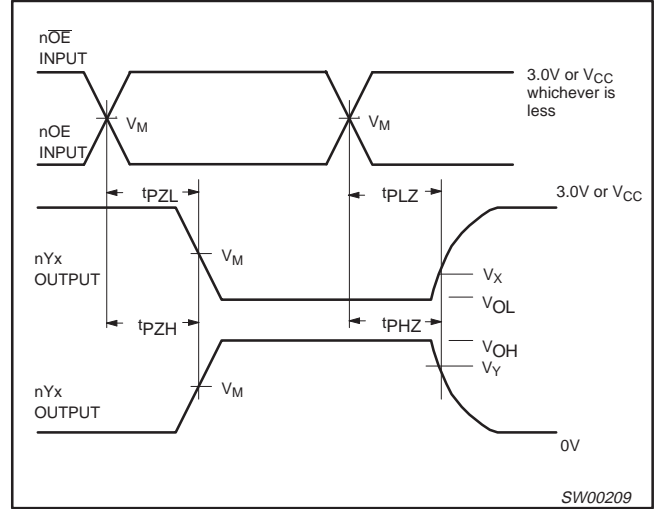 nOE
INPUT
3.0V or VCC
whichever is
less
VM
VM
nOE
INPUT
tPZL
tPLZ
3.0V or VCC
nYx
OUTPUT
VM
VX
VOL
tPZH
tPHZ
VOH
VY
nYx
OUTPUT
VM
0V
SW00209